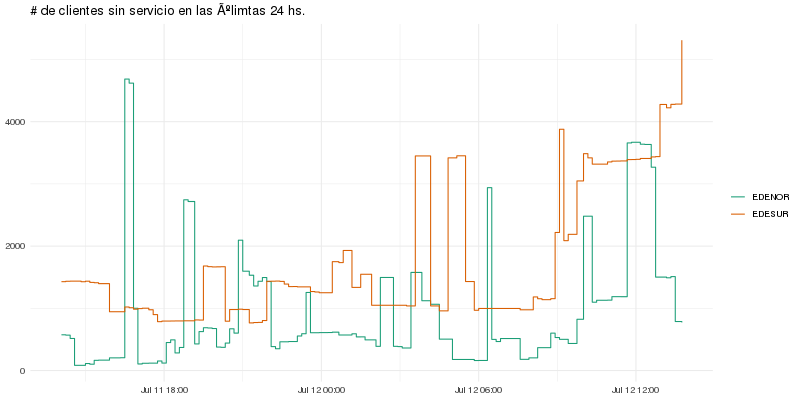 # de clientes sin servicio en las Ãºlimtas 24 hs.
4000
2000
0
Jul 11 18:00
Jul 12 00:00
Jul 12 06:00
Jul 12 12:00
EDENOR
EDESUR